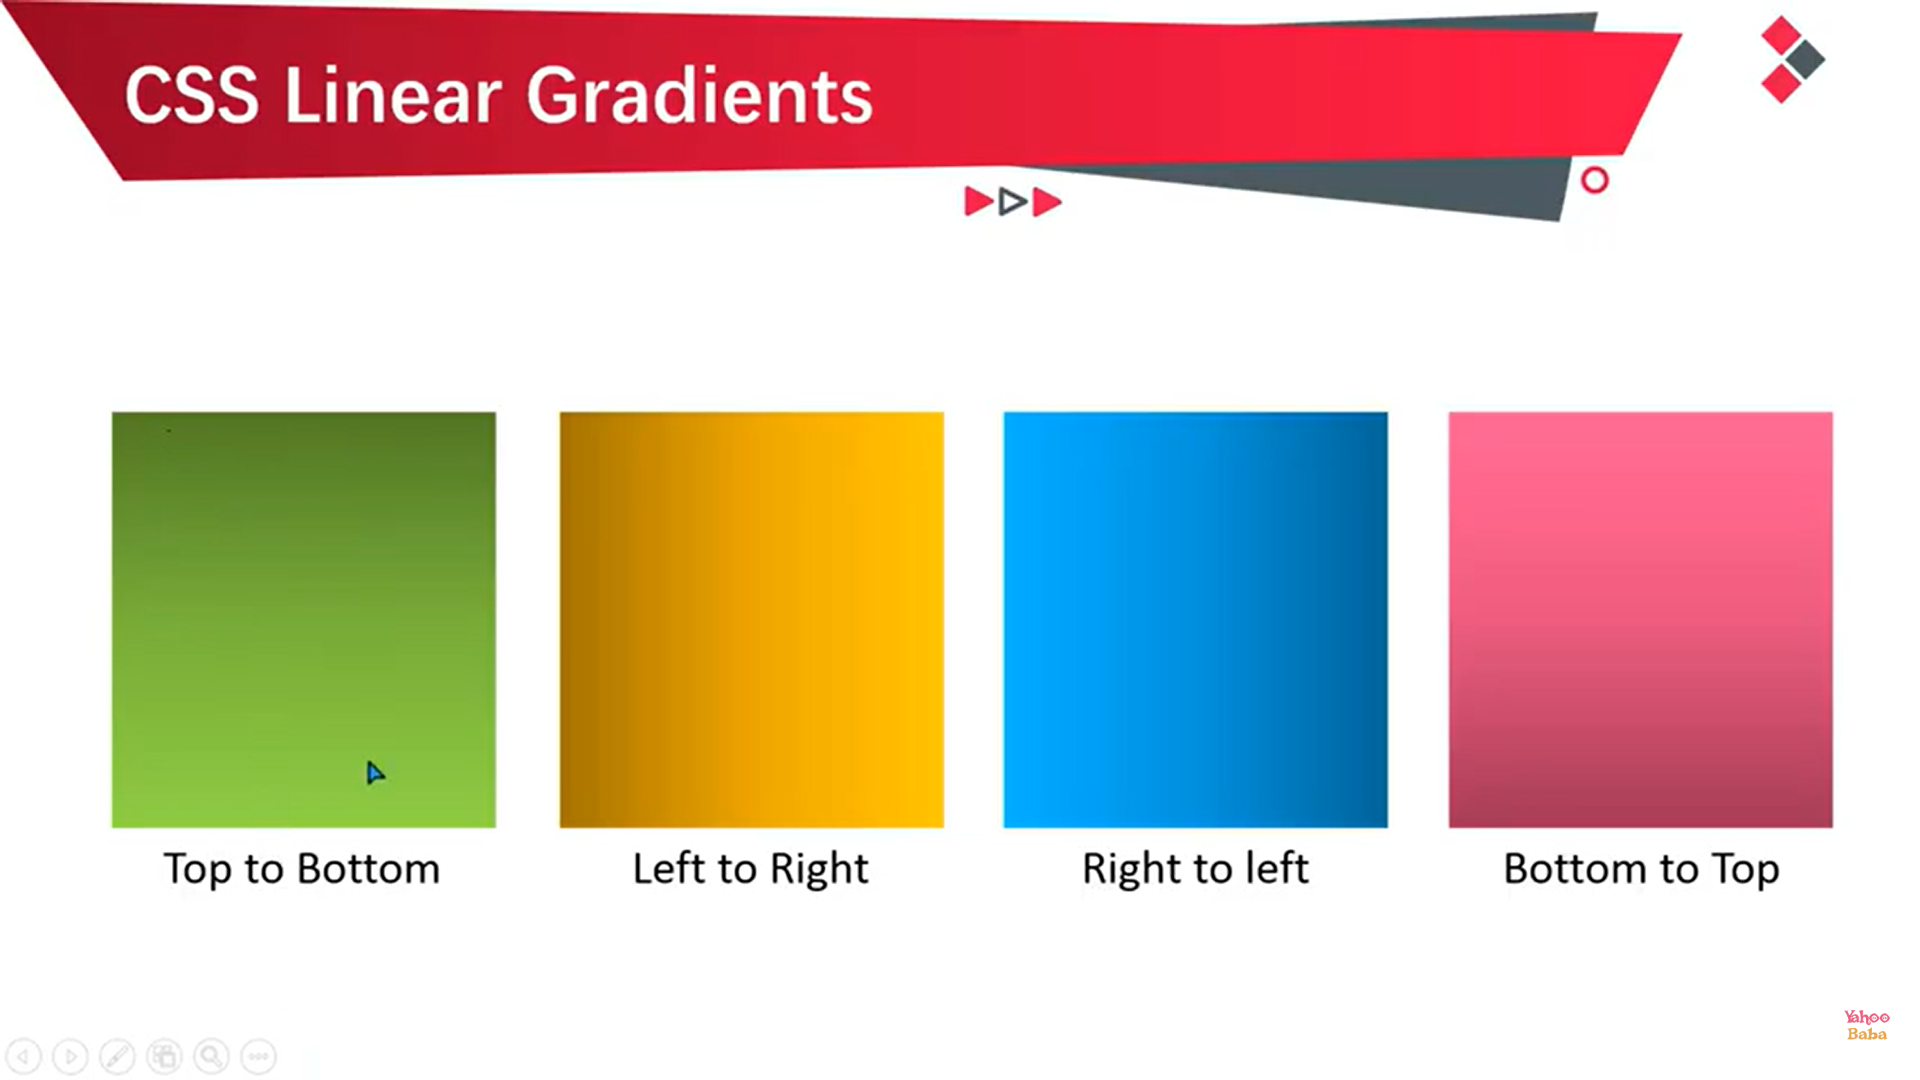 CSS Linear Gradients
Top to Bottom
Left to Right
Right to left
Bottom to Top
Yahoo
Baba